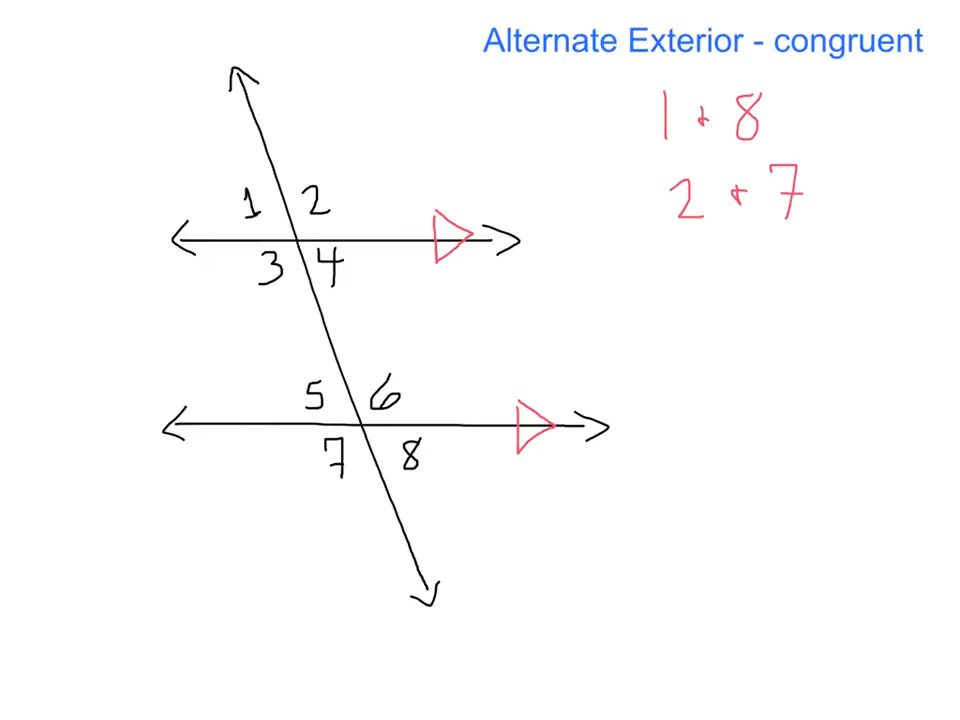 Alternate Exterior - congruent
1 + 8
2 + 7
1 2
3 4
5 6
7 8